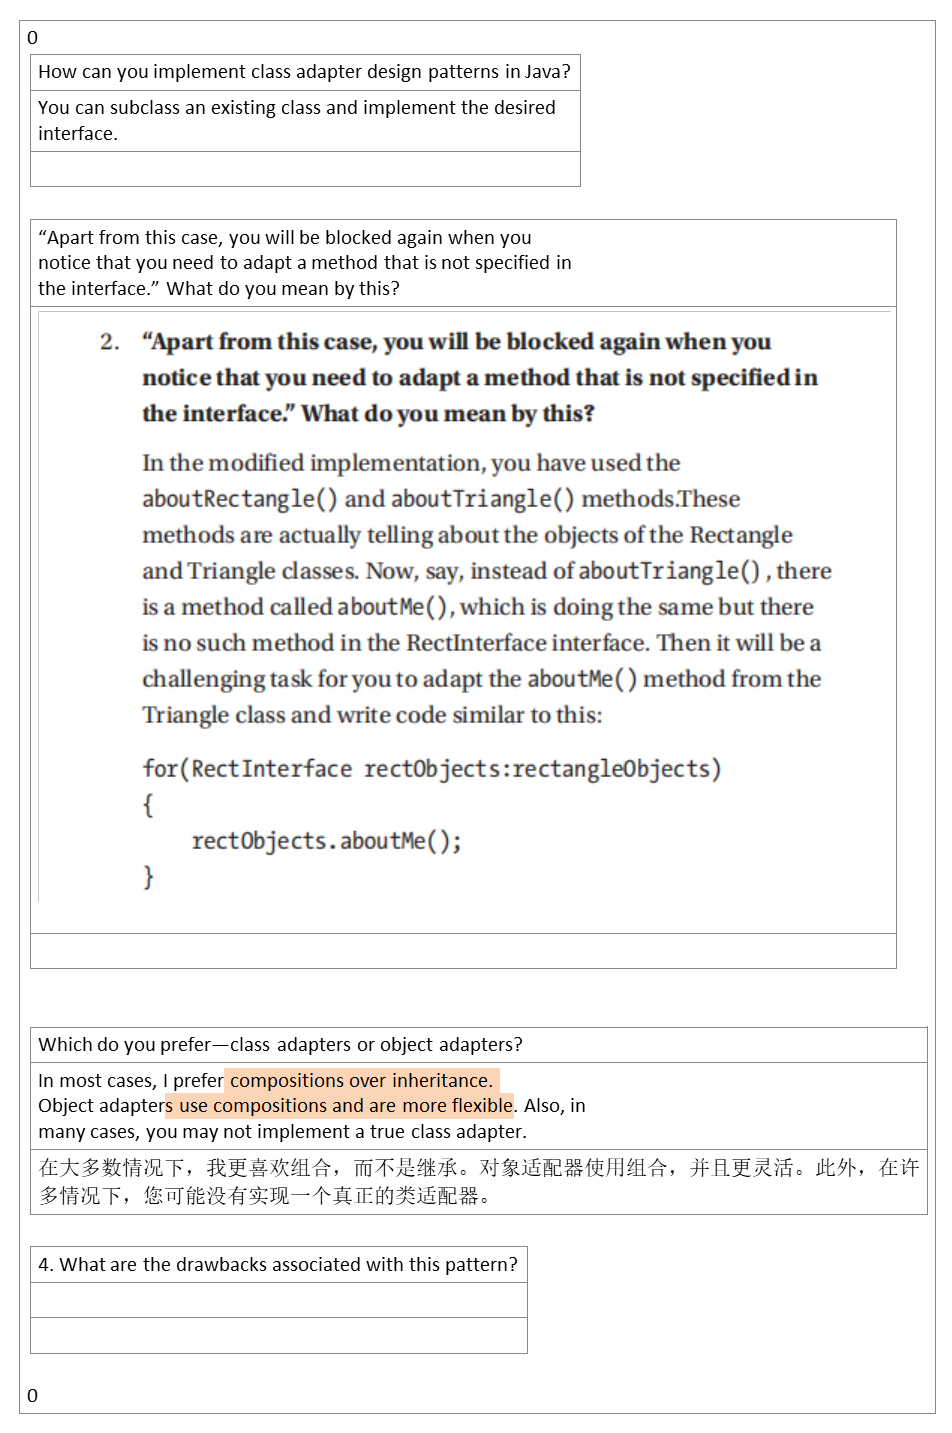 0
How can you implement class adapter design patterns in Java?
You can subclass an existing class and implement the desired
interface.
“Apart from this case, you will be blocked again when you
notice that you need to adapt a method that is not specified in
the interface.” What do you mean by this?
2. “Apart from this case, you will be blocked again when you
notice that you need to adapt a method that is not specified in
the interface.” What do you mean by this?
In the modified implementation, you have used the
aboutRectangle() and aboutTriangle() methods.These
methods are actually telling about the objects of the Rectangle
and Triangle classes. Now, say, instead of aboutTriangle(), there
is a method called aboutMe(), which is doing the same but there
is no such method in the RectInterface interface. Then it will be a
challenging task for you to adapt the aboutMe() method from the
Triangle class and write code similar to this:
for(RectInterface rectObjects:rectangleObjects)
{
rectObjects.aboutMe();
}
Which do you prefer—class adapters or object adapters?
In most cases, I prefer compositions over inheritance.
Object adapters use compositions and are more flexible. Also, in
many cases, you may not implement a true class adapter.
在大多数情况下，我更喜欢组合，而不是继承。对象适配器使用组合，并且更灵活。此外，在许
多情况下，您可能没有实现一个真正的类适配器。
4. What are the drawbacks associated with this pattern?
0